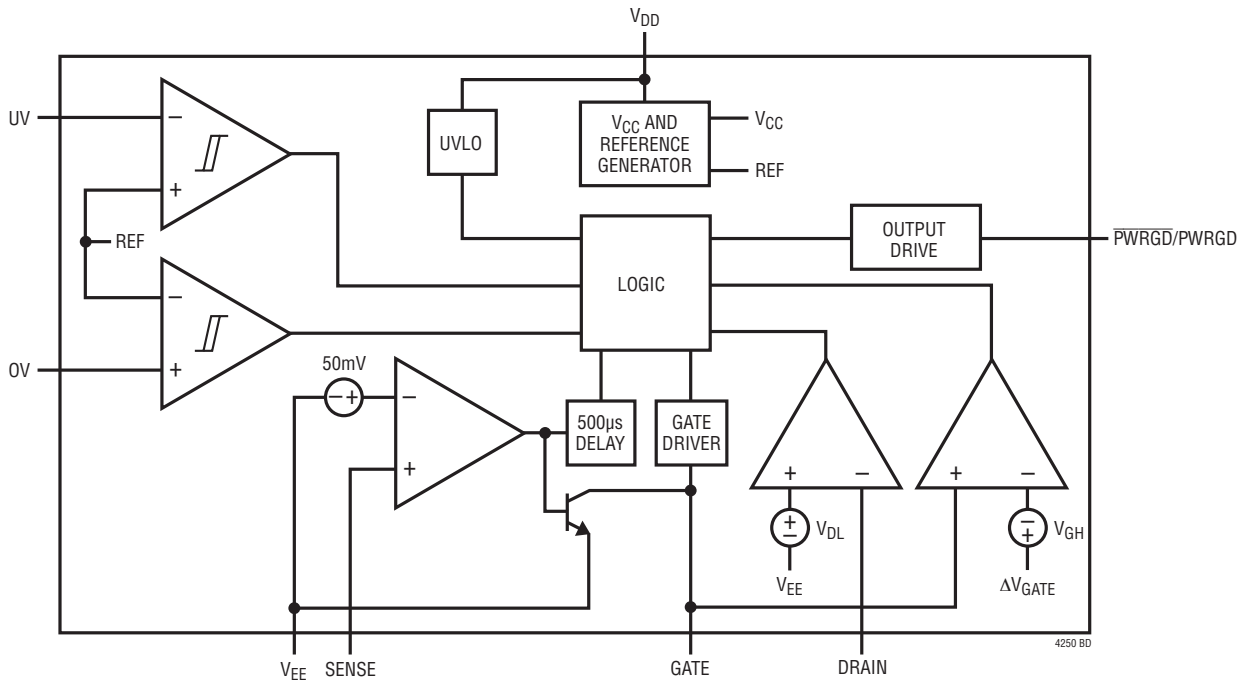 VDD
UV
−
+
UVLO
VCC AND
REFERENCE
GENERATOR
VCC
REF
REF
LOGIC
OUTPUT
DRIVE
P̅W̅R̅G̅D̅/PWRGD
−
+
OV
50mV
− +
−
+
500µs
DELAY
GATE
DRIVER
+ −
+ −
+
−
VDL
VEE
−
+
VGH
ΔVGATE
4250 BD
VEE SENSE GATE DRAIN